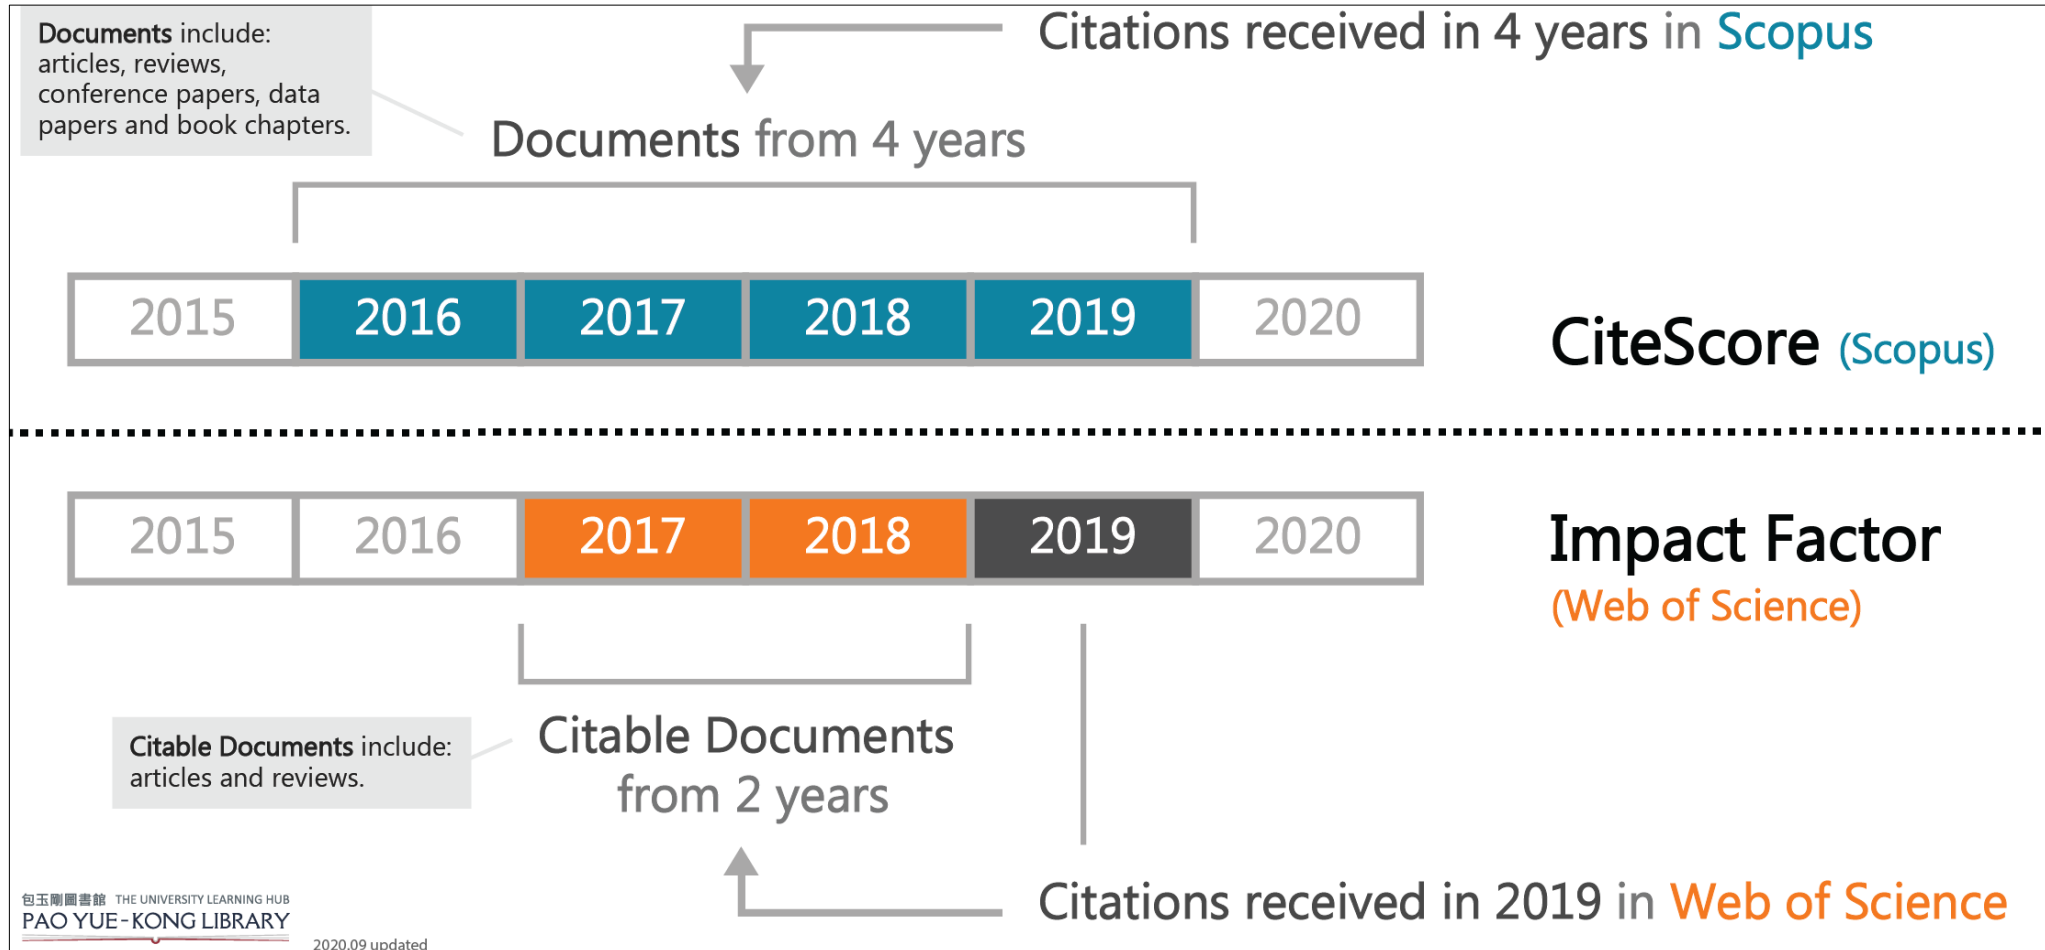 Documents include:
articles, reviews,
conference papers, data
papers and book chapters.
Citations received in 4 years in Scopus
Documents from 4 years
2015 2016 2017 2018 2019 2020
CiteScore (Scopus)
2015 2016 2017 2018 2019 2020
Impact Factor
(Web of Science)
Citable Documents include:
articles and reviews.
Citable Documents
from 2 years
Citations received in 2019 in Web of Science
包玉剛圖書館 THE UNIVERSITY LEARNING HUB
PAO YUE-KONG LIBRARY
2020.09 updated